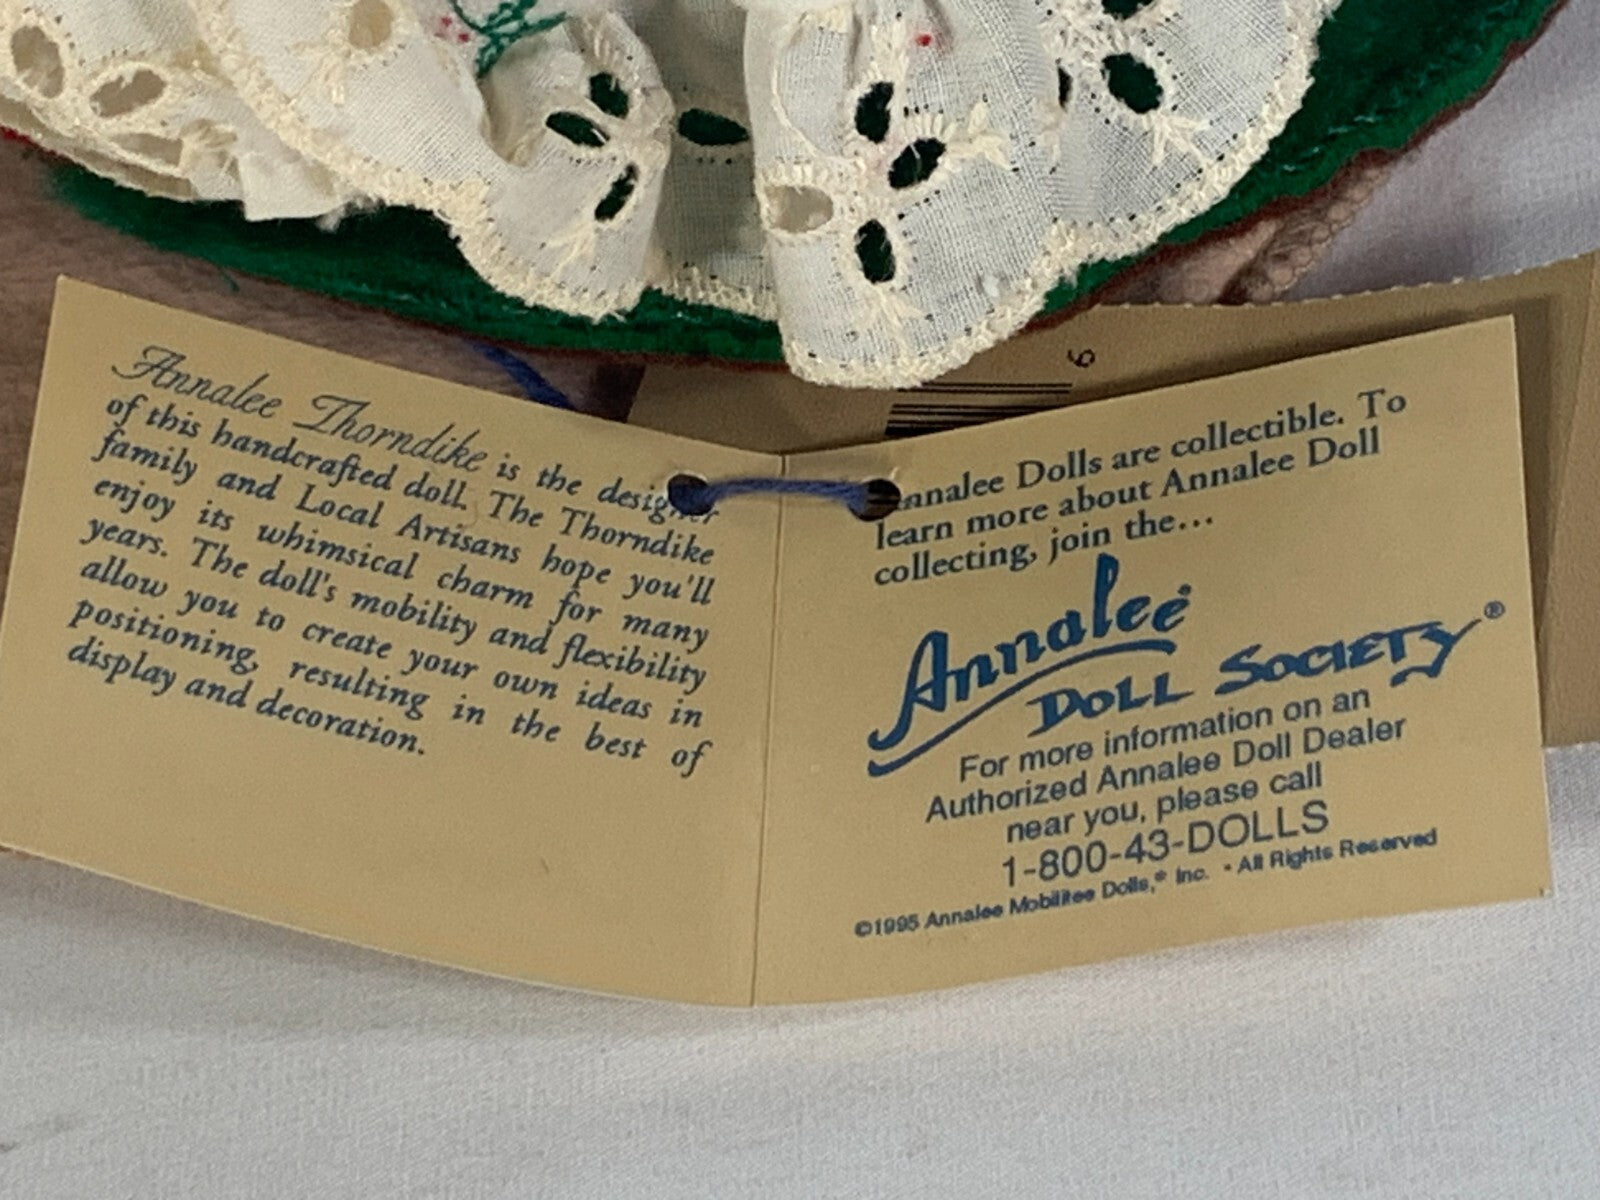 Annalee Thorndike is the designer
of this handcrafted doll. The Thorndike
family and Local Artisans hope you'll
enjoy its whimsical charm for many
years. The doll's mobility and flexibility
allow you to create your own ideas in
positioning, resulting in the best of
display and decoration.
Annalee Dolls are collectible. To
learn more about Annalee Doll
collecting, join the...
Annalee
DOLL SOCIETY®
For more information on an
Authorized Annalee Doll Dealer
near you, please call
1-800-43-DOLLS
©1995 Annalee Mobilitee Dolls,® Inc. • All Rights Reserved